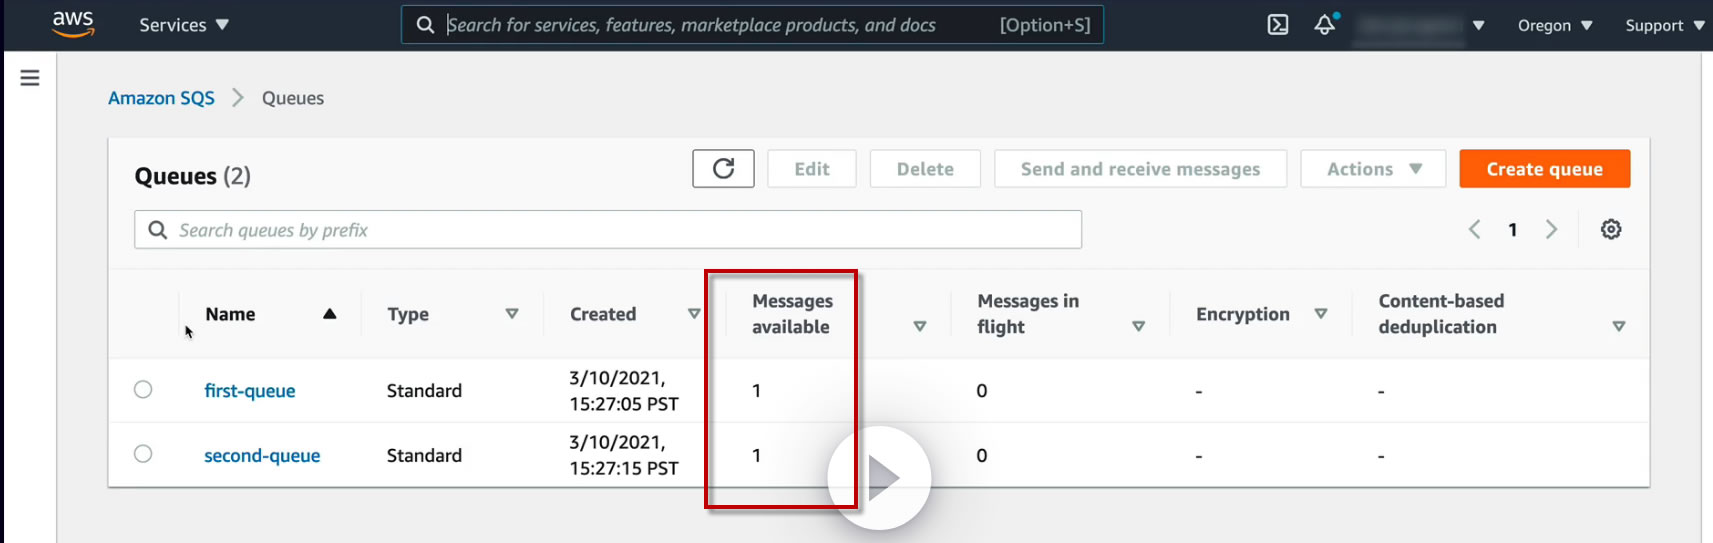 aws
Services
Search for services, features, marketplace products, and docs [Option+S]
Oregon
Support
Amazon SQS > Queues
Queues (2)
Edit
Delete
Send and receive messages
Actions
Create queue
Search queues by prefix
1
Name
Type
Created
Messages
available
Messages in
flight
Encryption
Content-based
deduplication
first-queue
Standard
3/10/2021,
15:27:05 PST
1
0
-
-
second-queue
Standard
3/10/2021,
15:27:15 PST
1
0
-
-